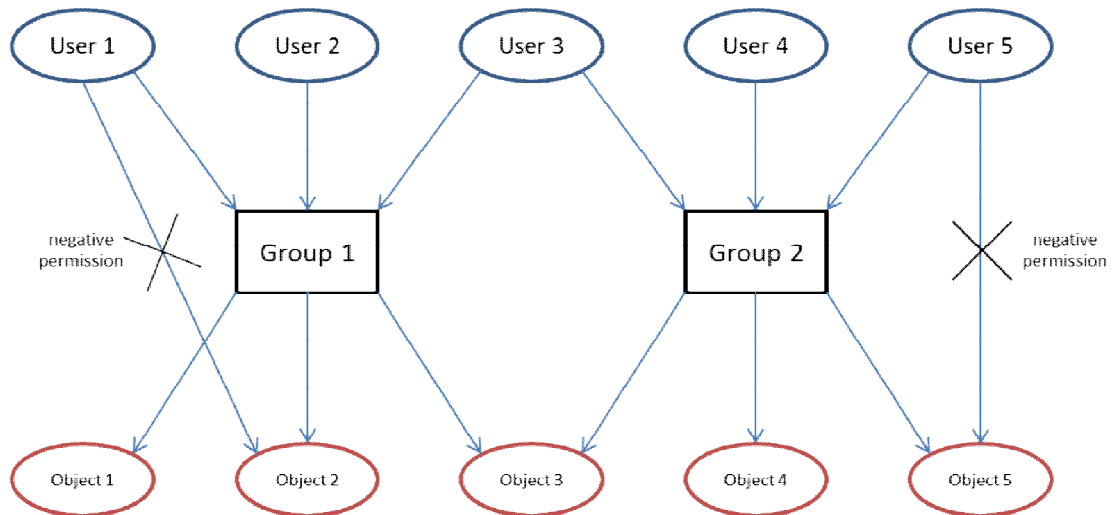 User 1
User 2
User 3
User 4
User 5
negative
permission
Group 1
Group 2
negative
permission
Object 1
Object 2
Object 3
Object 4
Object 5